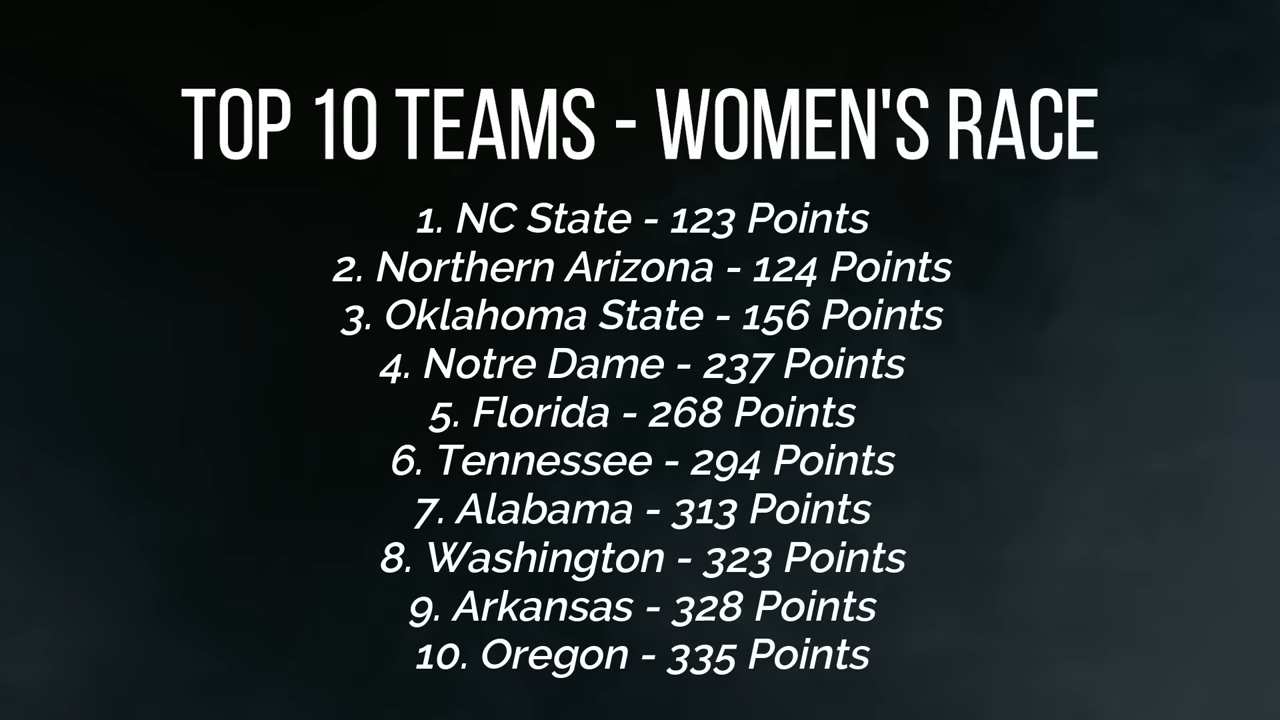 TOP 10 TEAMS - WOMEN'S RACE
1. NC State - 123 Points
2. Northern Arizona - 124 Points
3. Oklahoma State - 156 Points
4. Notre Dame - 237 Points
5. Florida - 268 Points
6. Tennessee - 294 Points
7. Alabama - 313 Points
8. Washington - 323 Points
9. Arkansas - 328 Points
10. Oregon - 335 Points